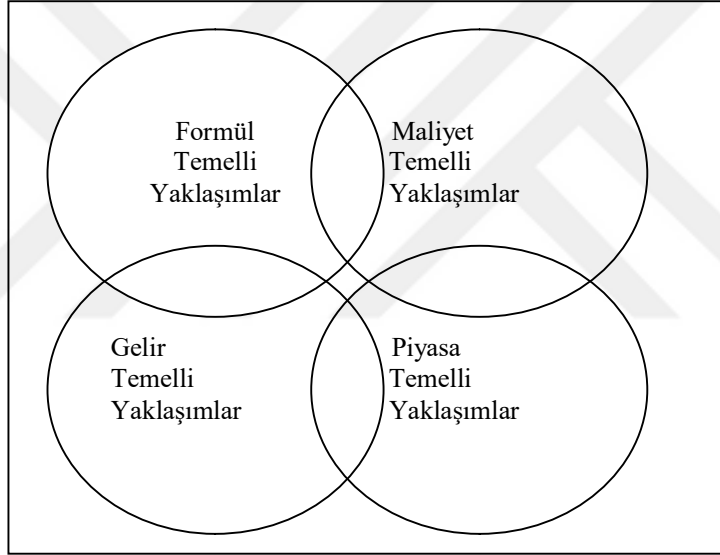 Formül
Temelli
Yaklaşımlar
Maliyet
Temelli
Yaklaşımlar
Gelir
Temelli
Yaklaşımlar
Piyasa
Temelli
Yaklaşımlar